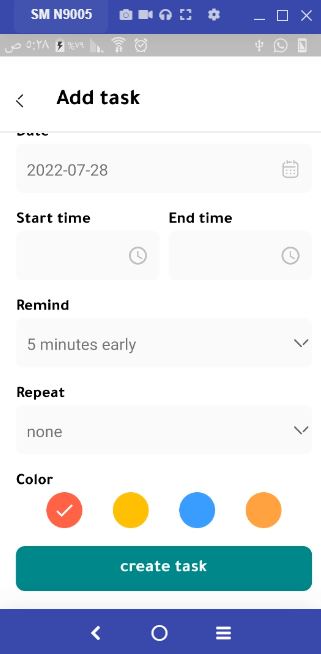 SM N9005
ص ٥:٢٨ %٧٩
Add task
Date
2022-07-28
Start time End time
Remind
5 minutes early
Repeat
none
Color
create task